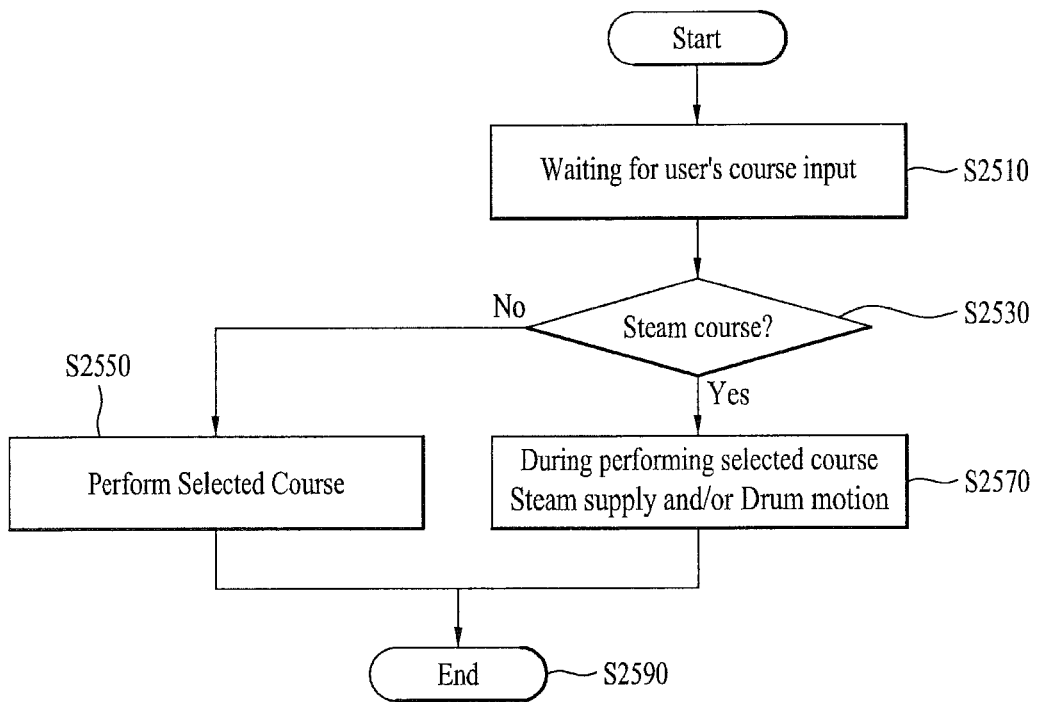 Start
Waiting for user's course input
S2510
Steam course?
S2530
No
Yes
S2550
Perform Selected Course
During performing selected course
Steam supply and/or Drum motion
S2570
End
S2590